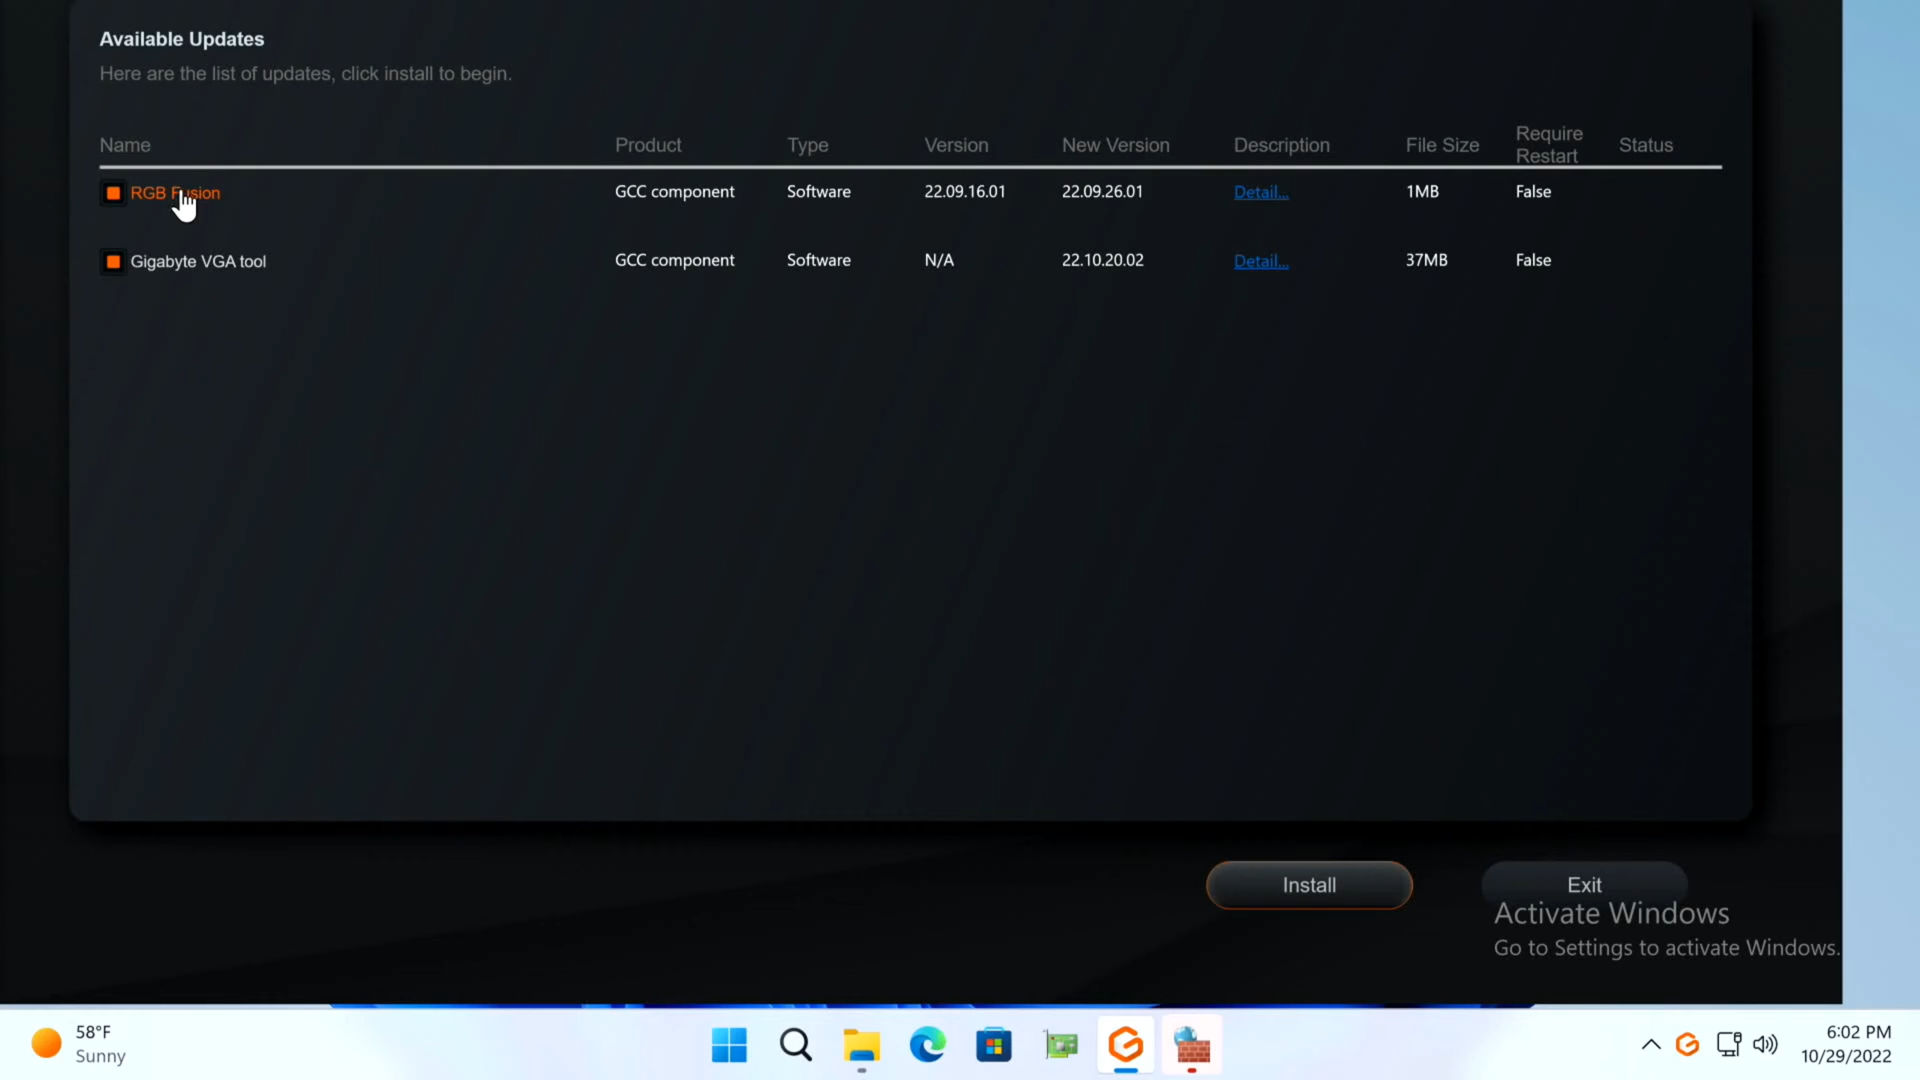 Available Updates
Here are the list of updates, click install to begin.
Name Product Type Version New Version Description File Size Require Restart Status
RGB Fusion GCC component Software 22.09.16.01 22.09.26.01 Detail... 1MB False
Gigabyte VGA tool GCC component Software N/A 22.10.20.02 Detail... 37MB False
Install Exit
Activate Windows
Go to Settings to activate Windows.
58°F
Sunny
6:02 PM
10/29/2022